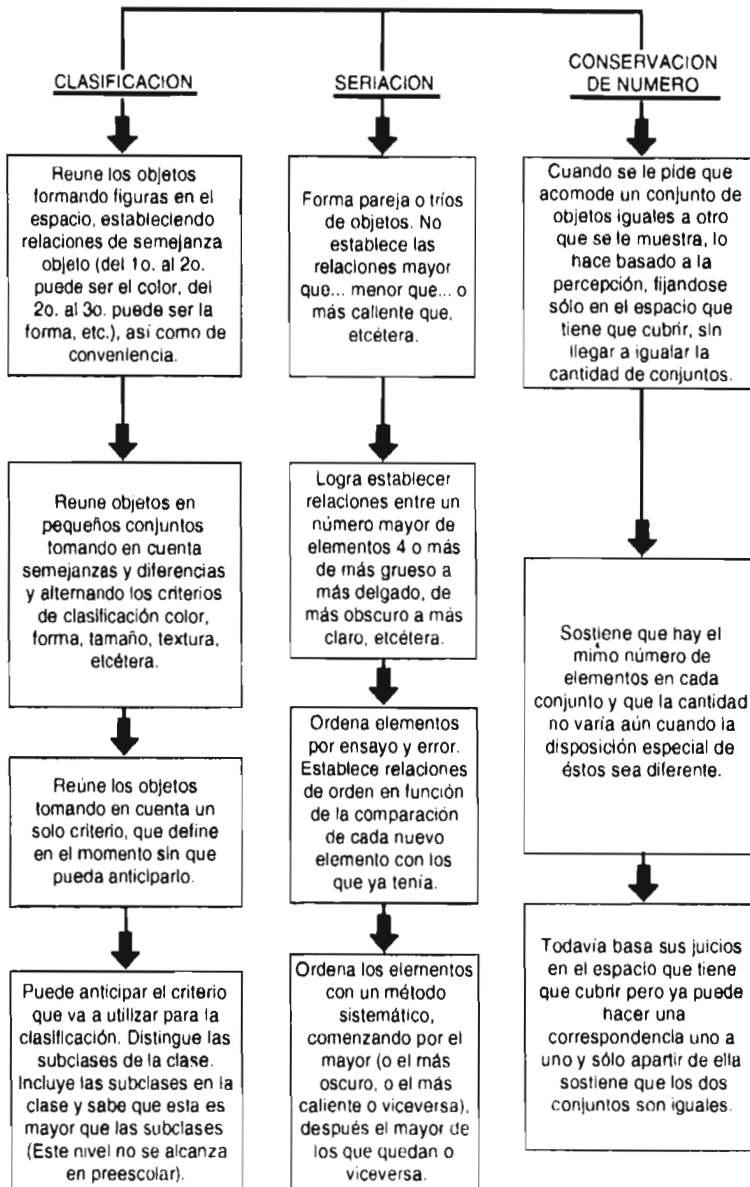 CLASIFICACION
Reune los objetos
formando figuras en el
espacio, estableciendo
relaciones de semejanza
objeto (del 1o. al 2o.
puede ser el color, del
2o. al 3o. puede ser la
forma, etc.), así como de
conveniencia.
Reune objetos en
pequeños conjuntos
tomando en cuenta
semejanzas y diferencias
y alternando los criterios
de clasificación color,
forma, tamaño, textura,
etcétera.
Reúne los objetos
tomando en cuenta un
solo criterio, que define
en el momento sin que
pueda anticiparlo.
Puede anticipar el criterio
que va a utilizar para la
clasificación. Distingue las
subclases de la clase.
Incluye las subclases en la
clase y sabe que esta es
mayor que las subclases
(Este nivel no se alcanza
en preescolar).
SERIACION
Forma pareja o tríos
de objetos. No
establece las
relaciones mayor
que... menor que... o
más caliente que,
etcétera.
Logra establecer
relaciones entre un
número mayor de
elementos 4 o más
de más grueso a
más delgado, de
más obscuro a más
claro, etcétera.
Ordena elementos
por ensayo y error.
Establece relaciones
de orden en función
de la comparación
de cada nuevo
elemento con los
que ya tenía.
Ordena los elementos
con un método
sistemático,
comenzando por el
mayor (o el más
oscuro, o el más
caliente o viceversa),
después el mayor de
los que quedan o
viceversa.
CONSERVACION
DE NUMERO
Cuando se le pide que
acomode un conjunto de
objetos iguales a otro
que se le muestra, lo
hace basado a la
percepción, fijandose
sólo en el espacio que
tiene que cubrir, sin
llegar a igualar la
cantidad de conjuntos.
Sostiene que hay el
mimo número de
elementos en cada
conjunto y que la cantidad
no varía aún cuando la
disposición especial de
éstos sea diferente.
Todavía basa sus juicios
en el espacio que tiene
que cubrir pero ya puede
hacer una
correspondencia uno a
uno y sólo apartir de ella
sostiene que los dos
conjuntos son iguales.